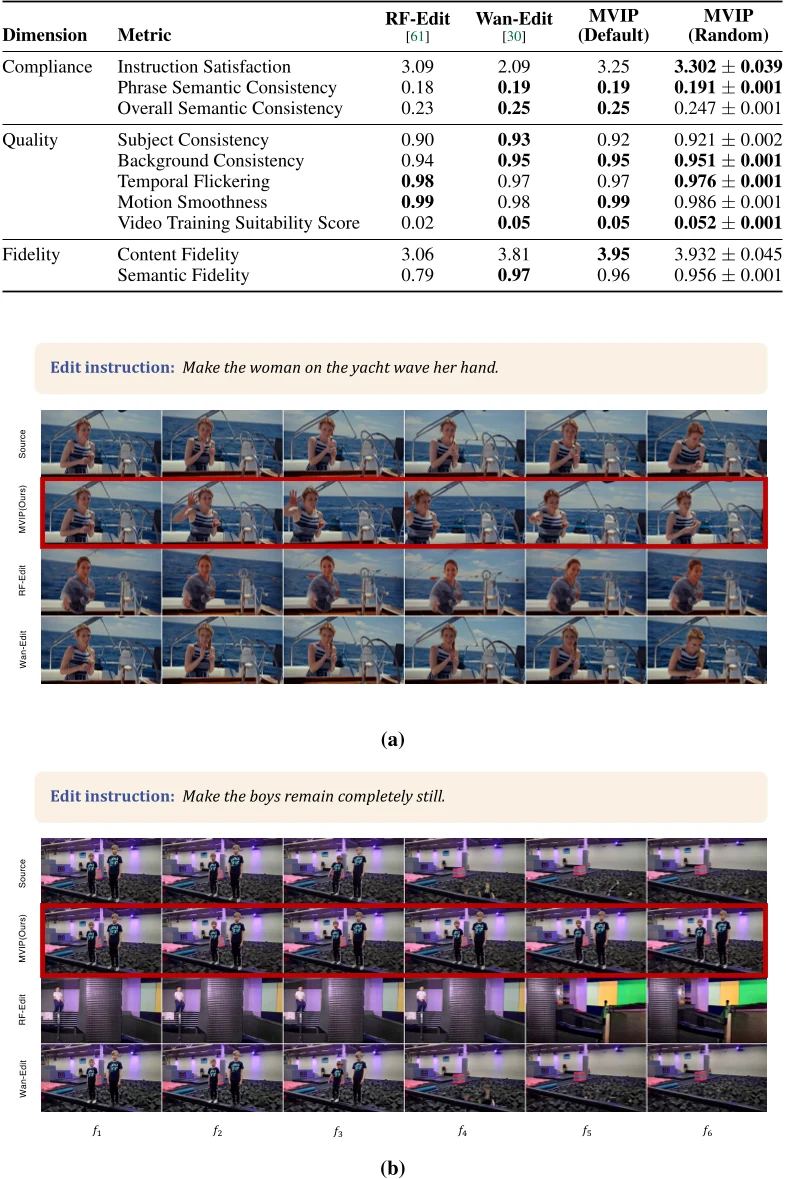 Dimension Metric RF-Edit [61] Wan-Edit [30] MVIP (Default) MVIP (Random)
Compliance Instruction Satisfaction 3.09 2.09 3.25 3.302 ± 0.039
Phrase Semantic Consistency 0.18 0.19 0.19 0.191 ± 0.001
Overall Semantic Consistency 0.23 0.25 0.25 0.247 ± 0.001
Quality Subject Consistency 0.90 0.93 0.92 0.921 ± 0.002
Background Consistency 0.94 0.95 0.95 0.951 ± 0.001
Temporal Flickering 0.98 0.97 0.97 0.976 ± 0.001
Motion Smoothness 0.99 0.98 0.99 0.986 ± 0.001
Video Training Suitability Score 0.02 0.05 0.05 0.052 ± 0.001
Fidelity Content Fidelity 3.06 3.81 3.95 3.932 ± 0.045
Semantic Fidelity 0.79 0.97 0.96 0.956 ± 0.001
Edit instruction: Make the woman on the yacht wave her hand.
Source
MVIP(Ours)
RF-Edit
Wan-Edit
(a)
Edit instruction: Make the boys remain completely still.
Source
MVIP(Ours)
RF-Edit
Wan-Edit
f1 f2 f3 f4 f5 f6
(b)